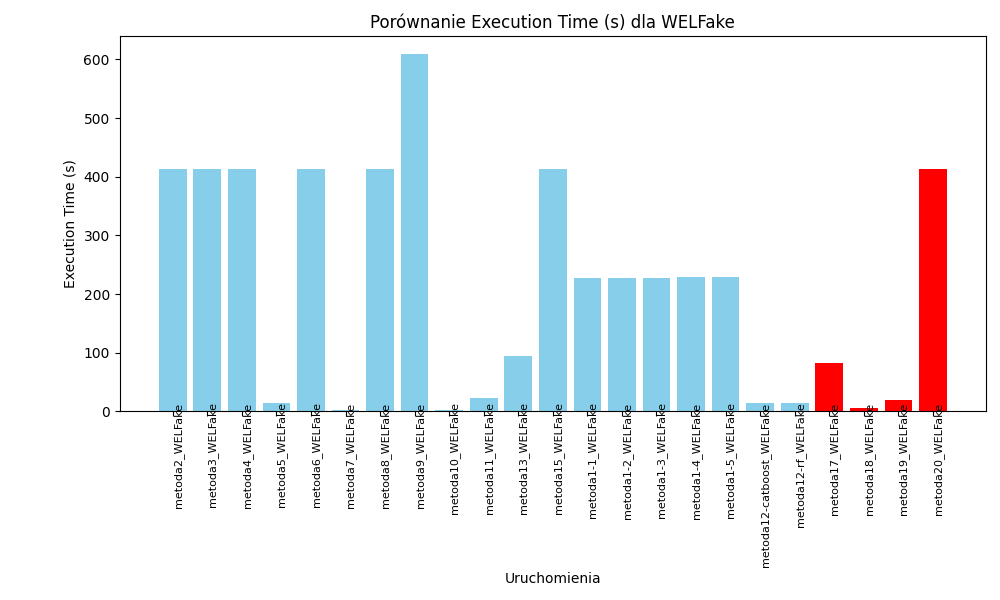 Porównanie Execution Time (s) dla WELFake
Execution Time (s)
600
500
400
300
200
100
0
metoda2_WELFake
metoda3_WELFake
metoda4_WELFake
metoda5_WELFake
metoda6_WELFake
metoda7_WELFake
metoda8_WELFake
metoda9_WELFake
metoda10_WELFake
metoda11_WELFake
metoda13_WELFake
metoda15_WELFake
metoda1-1_WELFake
metoda1-2_WELFake
metoda1-3_WELFake
metoda1-4_WELFake
metoda1-5_WELFake
metoda12-catboost_WELFake
metoda12-rf_WELFake
metoda17_WELFake
metoda18_WELFake
metoda19_WELFake
metoda20_WELFake
Uruchomienia